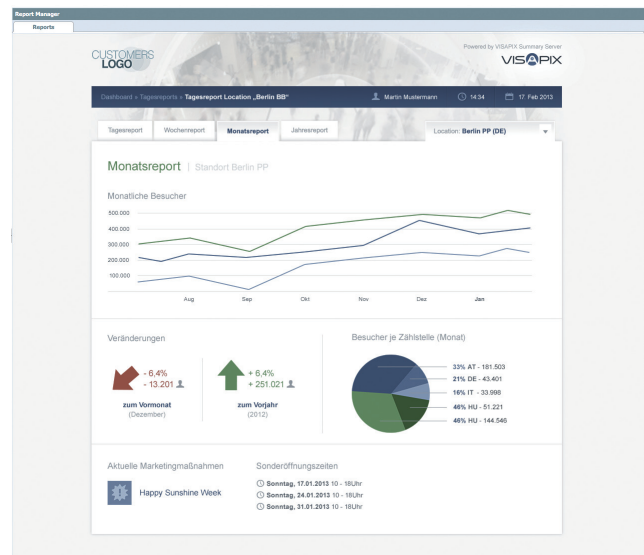 Report Manager
Reports
CUSTOMERS
LOGO
Powered by VISAPIX Summary Server
VISAPIX
Dashboard » Tagesreports » Tagesreport Location „Berlin BB"
Martin Mustermann
14:34
17. Feb 2013
Tagesreport
Wochenreport
Monatsreport
Jahresreport
Location: Berlin PP (DE)
Monatsreport | Standort Berlin PP
Monatliche Besucher
500.000
400.000
300.000
200.000
100.000
Aug Sep Okt Nov Dez Jan
Veränderungen
- 6,4%
- 13.201
zum Vormonat
(Dezember)
+ 6,4%
+ 251.021
zum Vorjahr
(2012)
Besucher je Zählstelle (Monat)
33% AT - 181.503
21% DE - 43.401
16% IT - 33.998
46% HU - 51.221
46% HU - 144.546
Aktuelle Marketingmaßnahmen
Happy Sunshine Week
Sonderöffnungszeiten
Sonntag, 17.01.2013 10 - 18Uhr
Sonntag, 24.01.2013 10 - 18Uhr
Sonntag, 31.01.2013 10 - 18Uhr